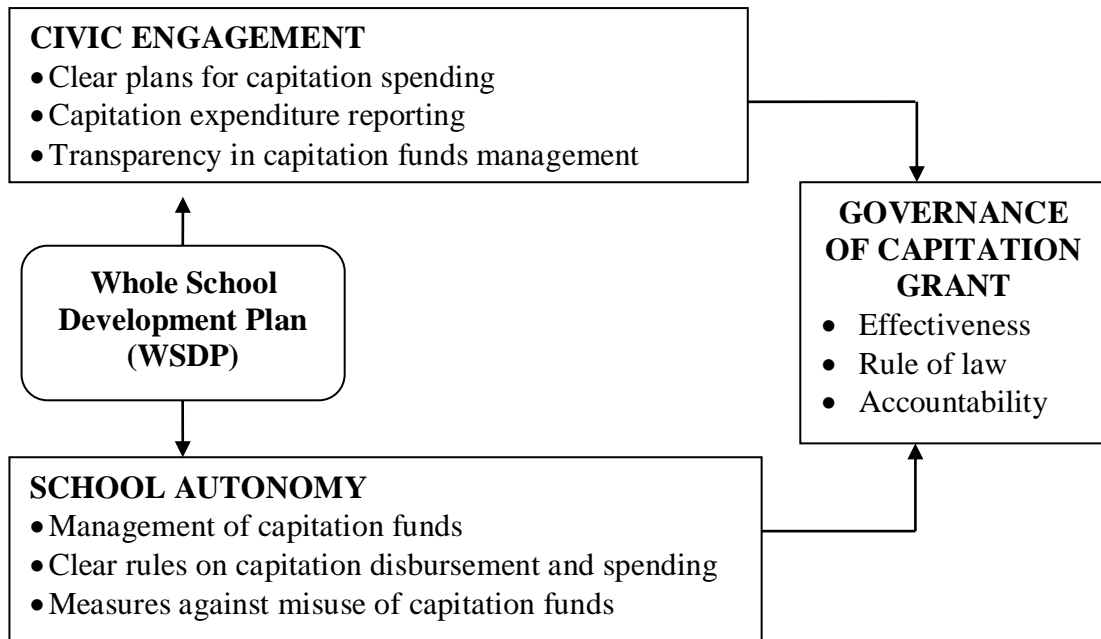 CIVIC ENGAGEMENT
• Clear plans for capitation spending
• Capitation expenditure reporting
• Transparency in capitation funds management
Whole School
Development Plan
(WSDP)
GOVERNANCE
OF CAPITATION
GRANT
• Effectiveness
• Rule of law
• Accountability
SCHOOL AUTONOMY
• Management of capitation funds
• Clear rules on capitation disbursement and spending
• Measures against misuse of capitation funds